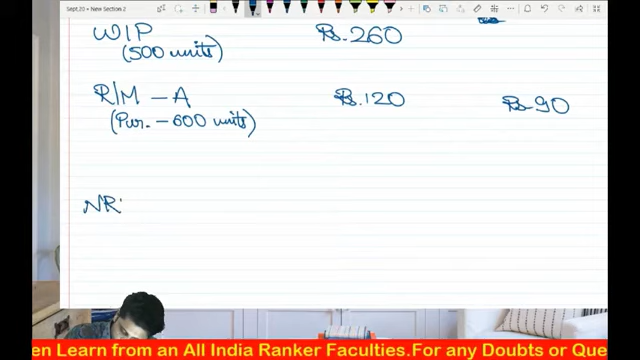 Sept.20 • New Section.2
WIP Rs.260
(500 units)
R/M - A Rs.120 Rs.90
(Pur. - 600 units)
NR
en Learn from an All India Ranker Faculties.For any Doubts or Que